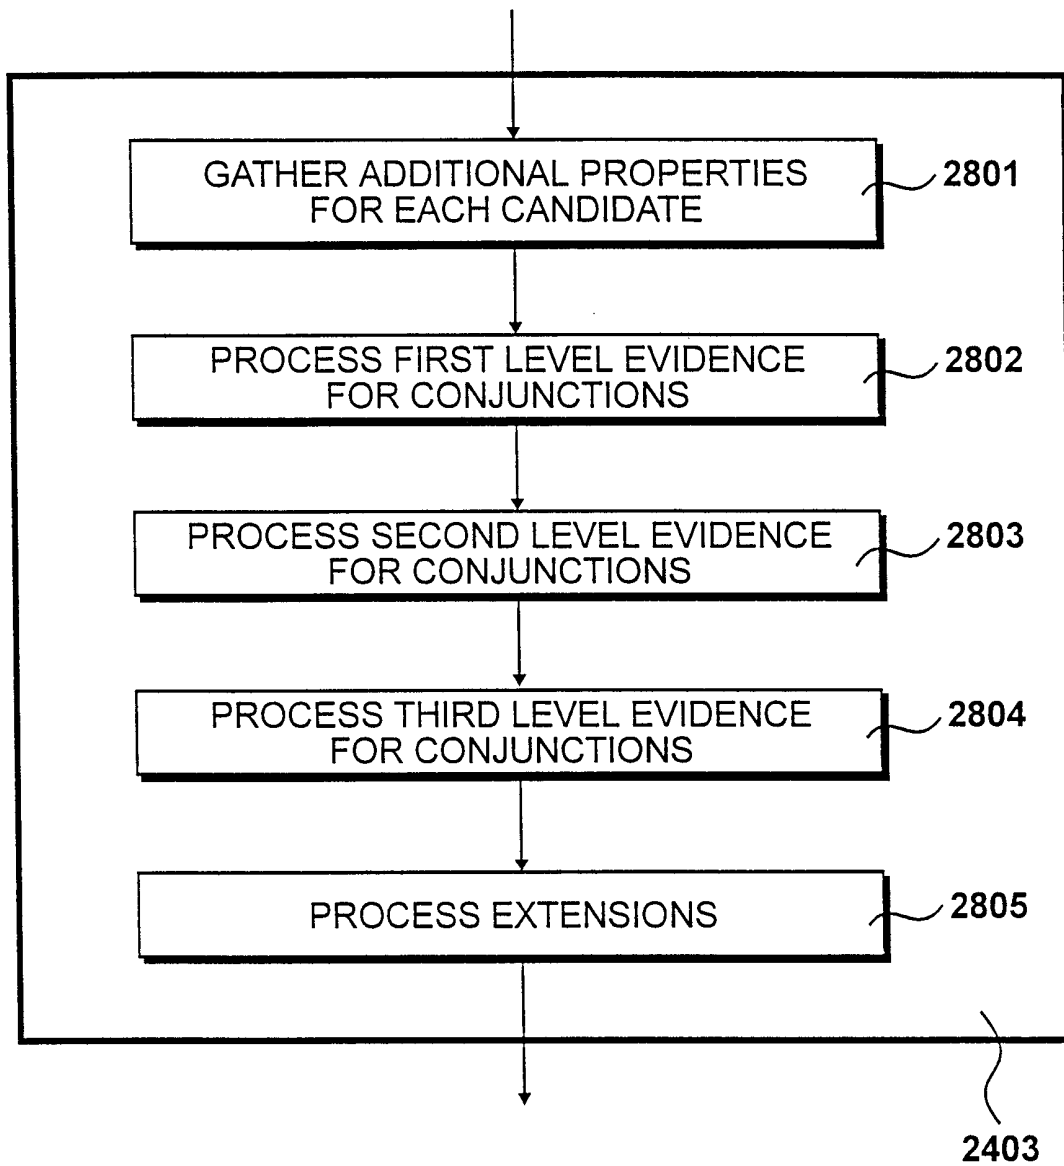 GATHER ADDITIONAL PROPERTIES
FOR EACH CANDIDATE
2801
PROCESS FIRST LEVEL EVIDENCE
FOR CONJUNCTIONS
2802
PROCESS SECOND LEVEL EVIDENCE
FOR CONJUNCTIONS
2803
PROCESS THIRD LEVEL EVIDENCE
FOR CONJUNCTIONS
2804
PROCESS EXTENSIONS
2805
2403